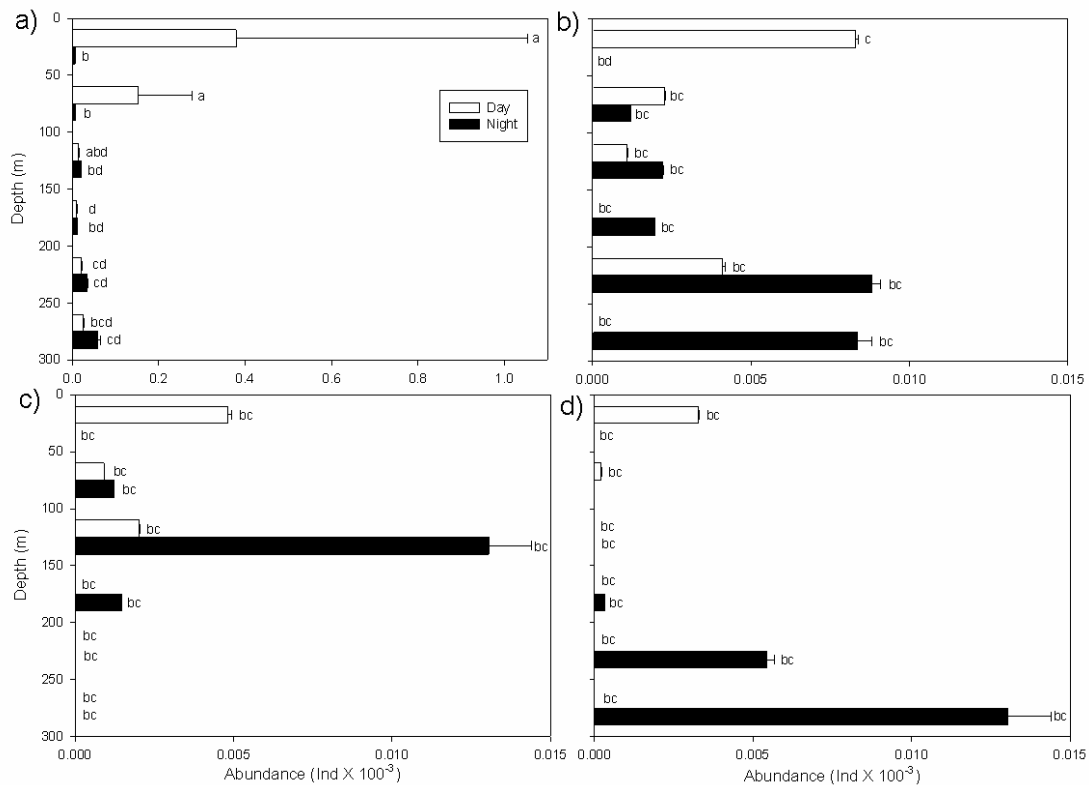 a)
0
50
100
150
200
250
300
Depth (m)
a
b
a
b
abd
bd
d
bd
cd
cd
bcd
cd
Day
Night
0.0 0.2 0.4 0.6 0.8 1.0
b)
c
bd
bc
bc
bc
bc
bc
bc
bc
bc
bc
bc
0.000 0.005 0.010 0.015
c)
0
50
100
150
200
250
300
Depth (m)
bc
bc
bc
bc
bc
bc
bc
bc
bc
bc
bc
bc
0.000 0.005 0.010 0.015
Abundance (Ind X 10⁻³)
d)
bc
bc
bc
bc
bc
bc
bc
bc
bc
bc
bc
0.000 0.005 0.010 0.015
Abundance (Ind X 10⁻³)